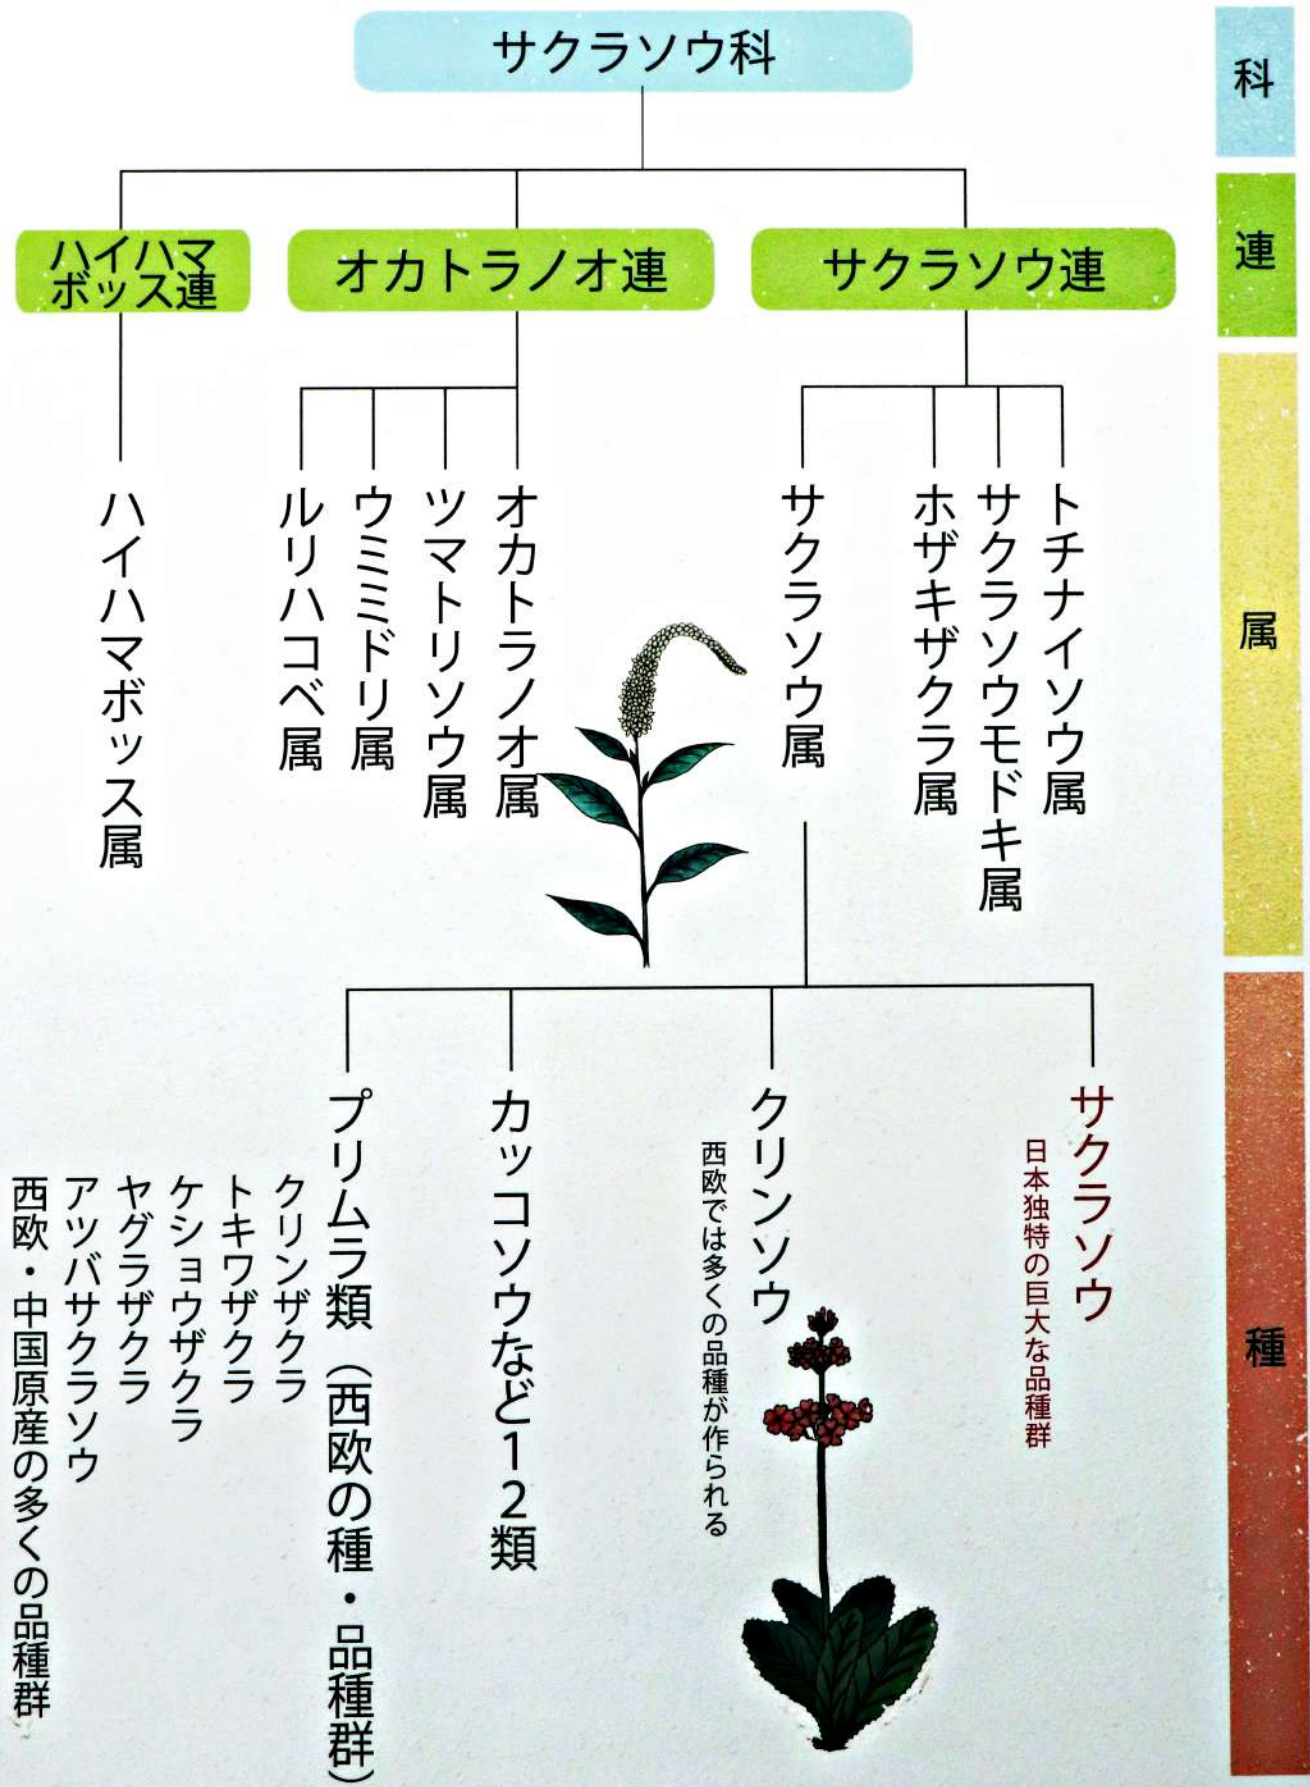 サクラソウ科
科
連
属
種
サクラソウ連
オカトラノオ連
ハイハマ
ボッス連
トチナイソウ属
サクラソウモドキ属
ホザキザクラ属
サクラソウ属
オカトラノオ属
ツマトリソウ属
ウミミドリ属
ルリハコベ属
ハイハマボッス属
サクラソウ
日本独特の巨大な品種群
クリンソウ
西欧では多くの品種が作られる
カッコソウなど12類
プリムラ類（西欧の種・品種群）
クリンザクラ
トキワザクラ
ケショウザクラ
ヤグラザクラ
アツバサクラソウ
西欧・中国原産の多くの品種群